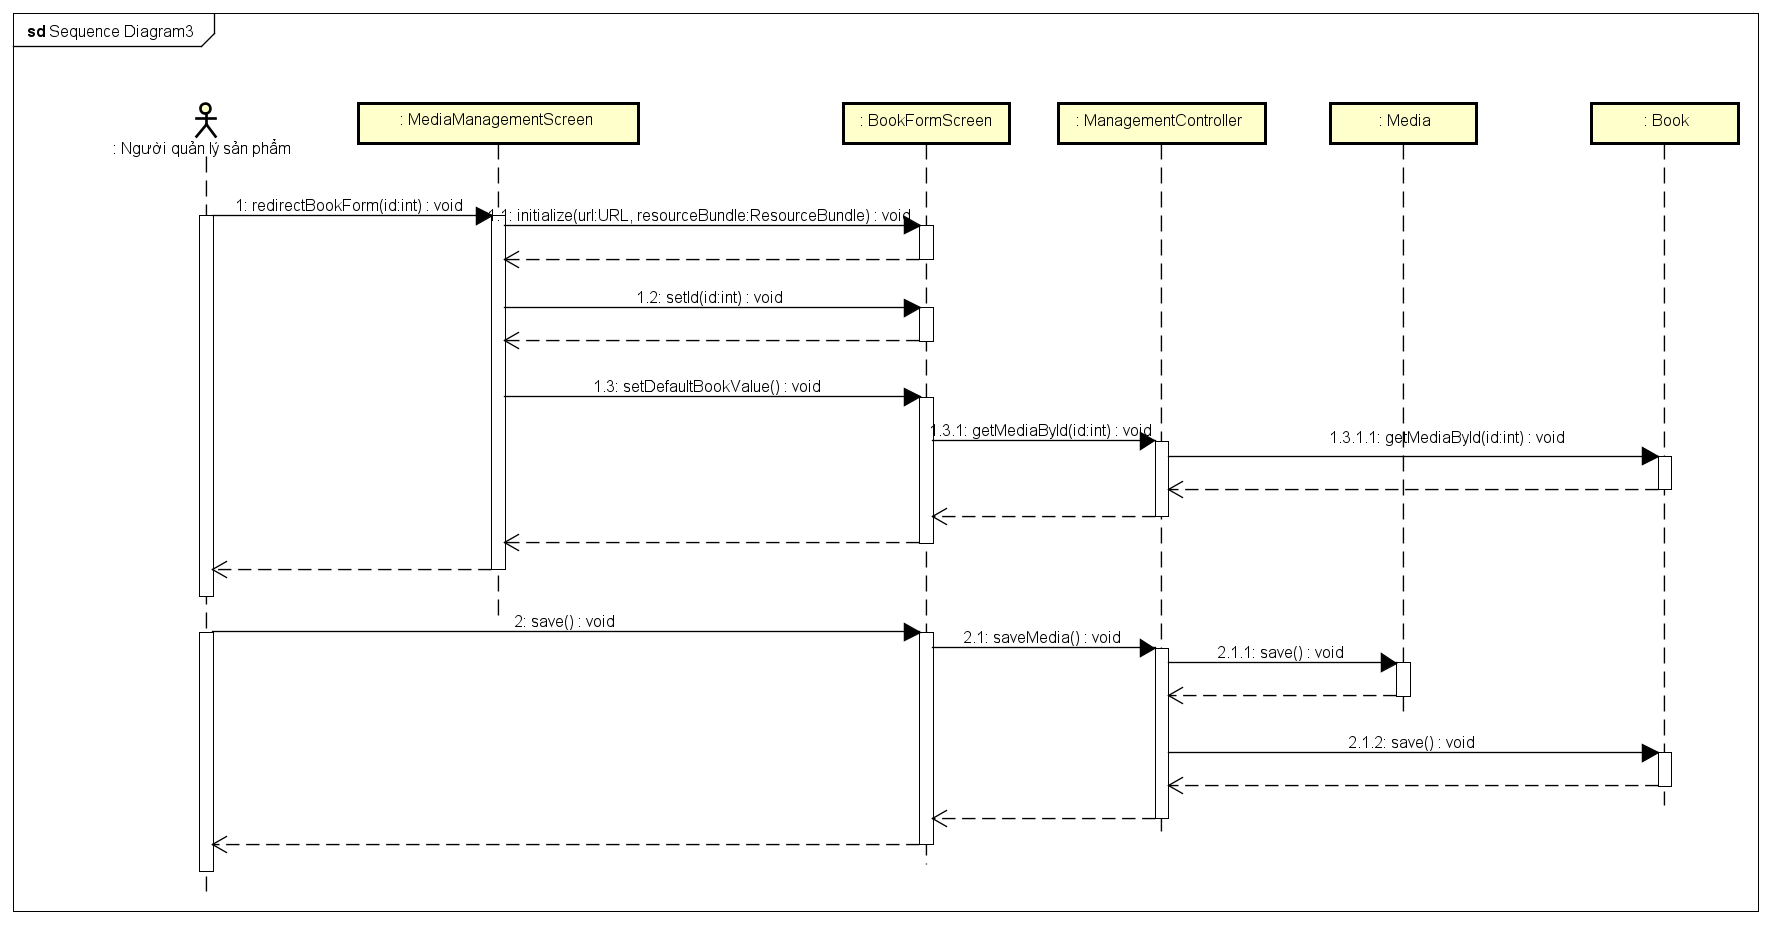 sd Sequence Diagram3
: Người quản lý sản phẩm
: MediaManagementScreen
: BookFormScreen
: ManagementController
: Media
: Book
1: redirectBookForm(id:int) : void
1.1: initialize(url:URL, resourceBundle:ResourceBundle) : void
1.2: setId(id:int) : void
1.3: setDefaultBookValue() : void
1.3.1: getMediaById(id:int) : void
1.3.1.1: getMediaById(id:int) : void
2: save() : void
2.1: saveMedia() : void
2.1.1: save() : void
2.1.2: save() : void